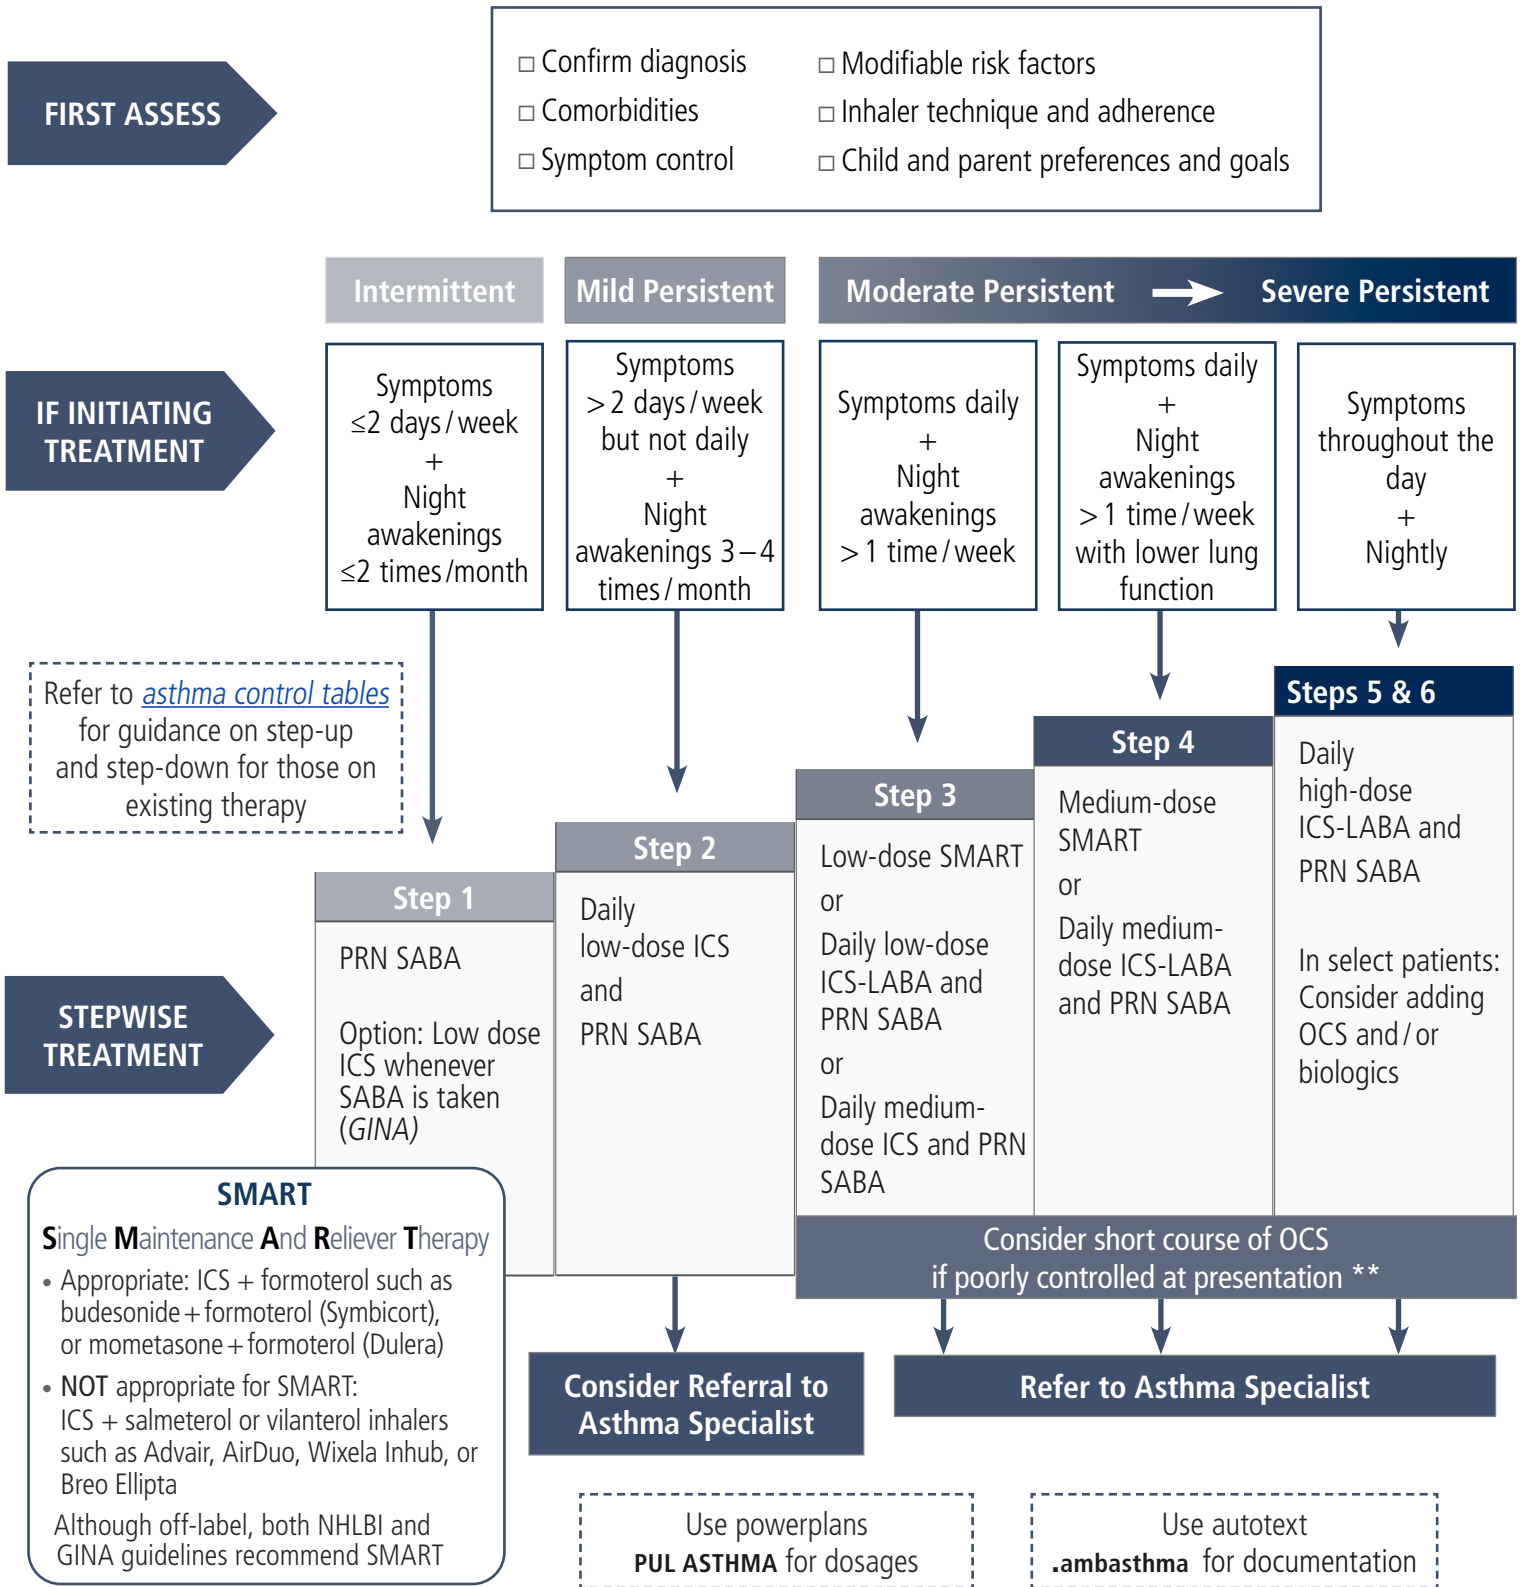 FIRST ASSESS
□ Confirm diagnosis
□ Comorbidities
□ Symptom control
□ Modifiable risk factors
□ Inhaler technique and adherence
□ Child and parent preferences and goals
Intermittent
Mild Persistent
Moderate Persistent
Severe Persistent
IF INITIATING
TREATMENT
Symptoms
≤2 days/week
+
Night
awakenings
≤2 times/month
Symptoms
>2 days/week
but not daily
+
Night
awakenings 3–4
times/month
Symptoms daily
+
Night
awakenings
>1 time/week
Symptoms daily
+
Night
awakenings
>1 time/week
with lower lung
function
Symptoms
throughout the
day
+
Nightly
Refer to asthma control tables
for guidance on step-up
and step-down for those on
existing therapy
STEPWISE
TREATMENT
Step 1
PRN SABA
Option: Low dose
ICS whenever
SABA is taken
(GINA)
Step 2
Daily
low-dose ICS
and
PRN SABA
Step 3
Low-dose SMART
or
Daily low-dose
ICS-LABA and
PRN SABA
or
Daily medium-
dose ICS and PRN
SABA
Step 4
Medium-dose
SMART
or
Daily medium-
dose ICS-LABA
and PRN SABA
Steps 5 & 6
Daily
high-dose
ICS-LABA and
PRN SABA
In select patients:
Consider adding
OCS and/or
biologics
Consider short course of OCS
if poorly controlled at presentation **
SMART
Single Maintenance And Reliever Therapy
• Appropriate: ICS + formoterol such as
budesonide+formoterol (Symbicort),
or mometasone+formoterol (Dulera)
• NOT appropriate for SMART:
ICS + salmeterol or vilanterol inhalers
such as Advair, AirDuo, Wixela Inhub, or
Breo Ellipta
Although off-label, both NHLBI and
GINA guidelines recommend SMART
Consider Referral to
Asthma Specialist
Refer to Asthma Specialist
Use powerplans
PUL ASTHMA for dosages
Use autotext
.ambasthma for documentation